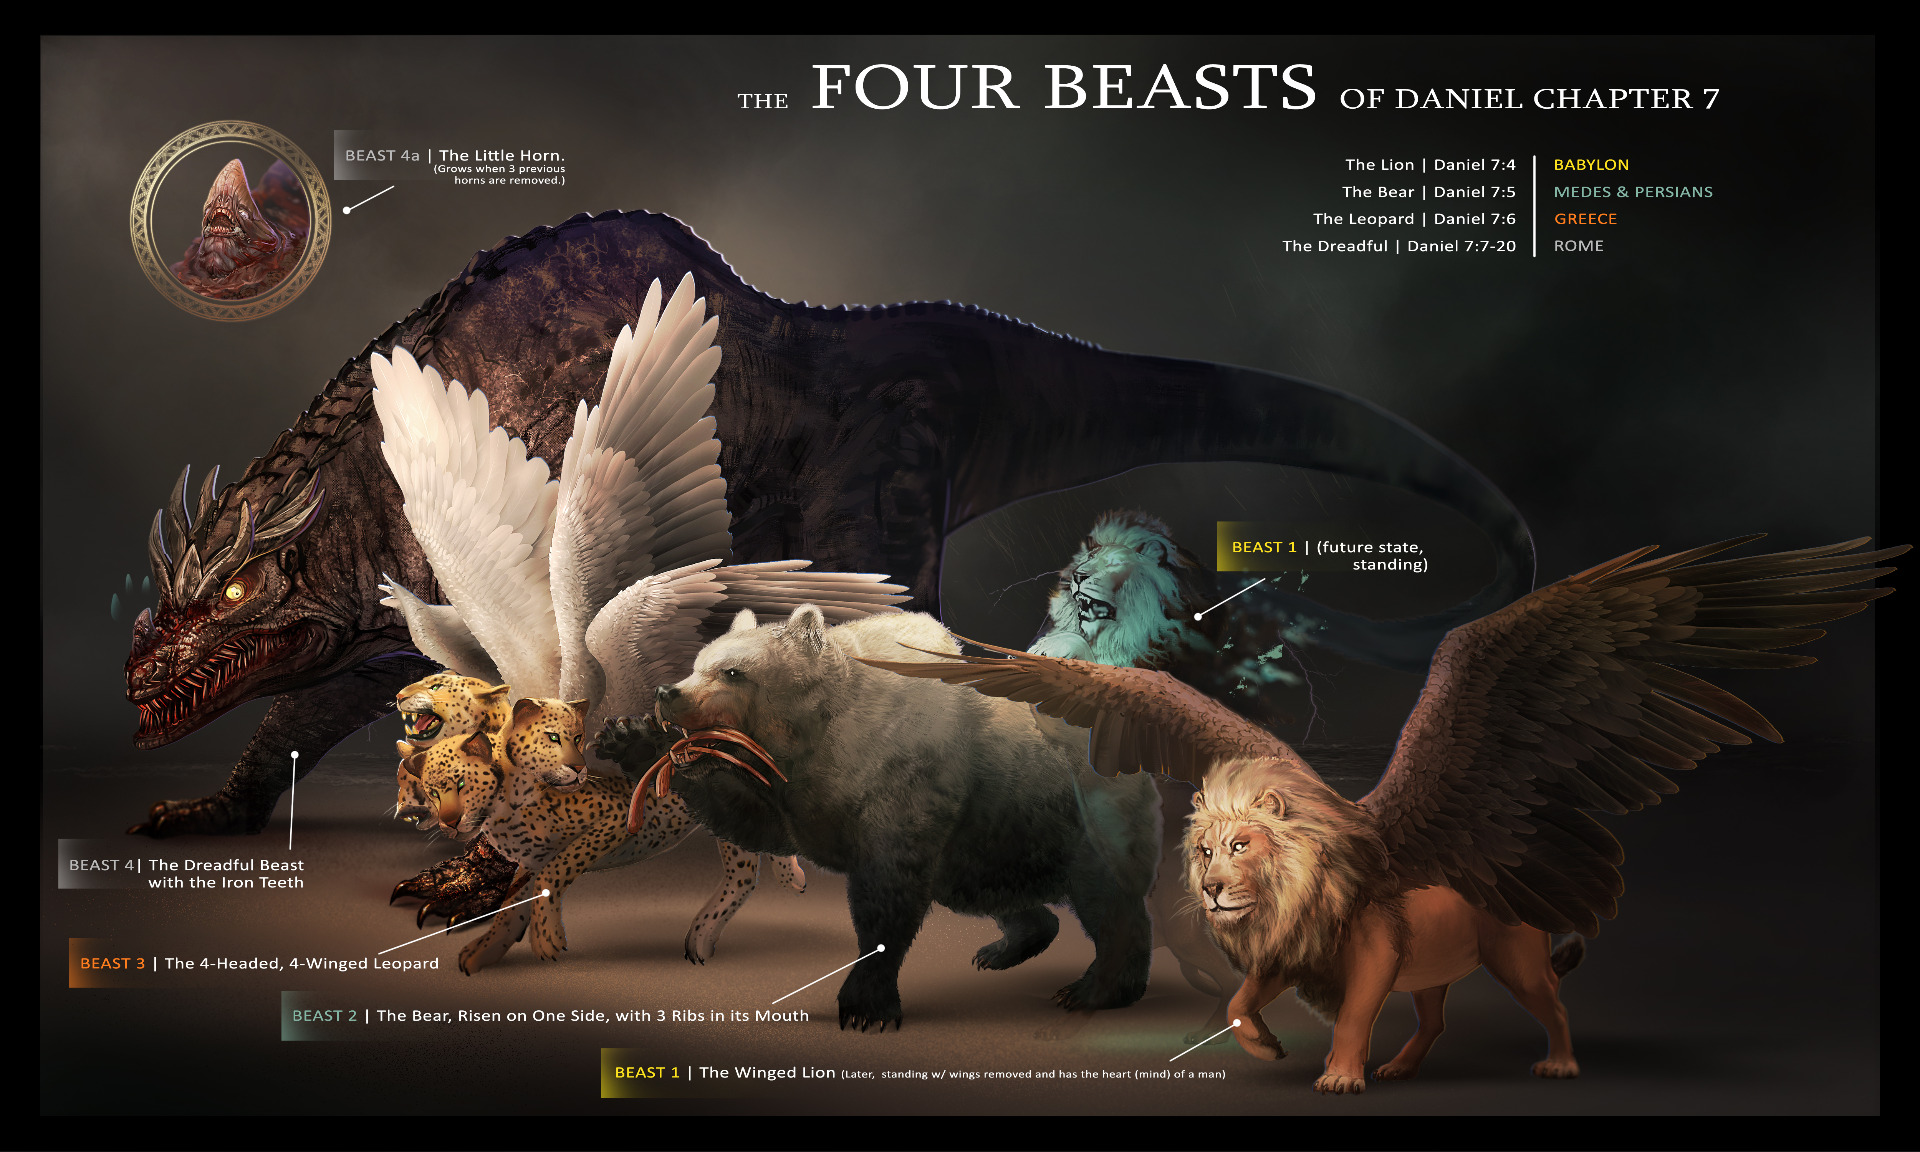 THE FOUR BEASTS OF DANIEL CHAPTER 7
BEAST 4a | The Little Horn.
(Grows when 3 previous
horns are removed.)
The Lion | Daniel 7:4 BABYLON
The Bear | Daniel 7:5 MEDES & PERSIANS
The Leopard | Daniel 7:6 GREECE
The Dreadful | Daniel 7:7-20 ROME
BEAST 1 | (future state,
standing)
BEAST 4| The Dreadful Beast
with the Iron Teeth
BEAST 3 | The 4-Headed, 4-Winged Leopard
BEAST 2 | The Bear, Risen on One Side, with 3 Ribs in its Mouth
BEAST 1 | The Winged Lion (Later, standing w/ wings removed and has the heart (mind) of a man)